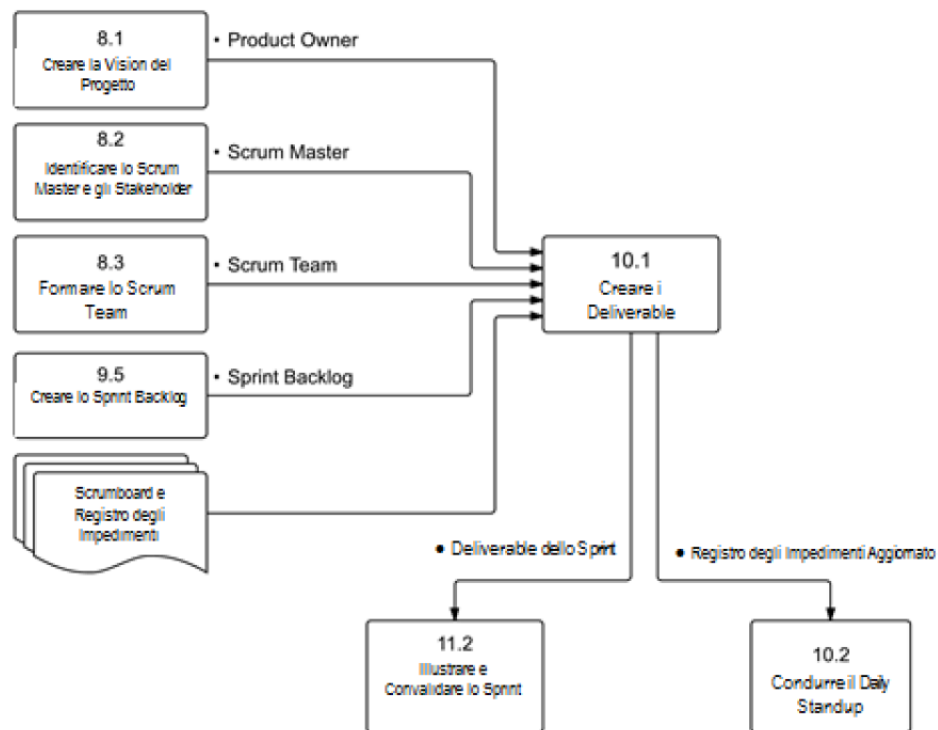 8.1
Creare la Vision del
Progetto
• Product Owner
8.2
Identificare lo Scrum
Master e gli Stakeholder
• Scrum Master
8.3
Formare lo Scrum
Team
• Scrum Team
9.5
Creare lo Sprint Backlog
• Sprint Backlog
Scrumboard e
Registro degli
Impedimenti
10.1
Creare i
Deliverable
• Deliverable dello Sprint
• Registro degli Impedimenti Aggiornato
11.2
Illustrare e
Convalidare lo Sprint
10.2
Condurre il Daily
Standup